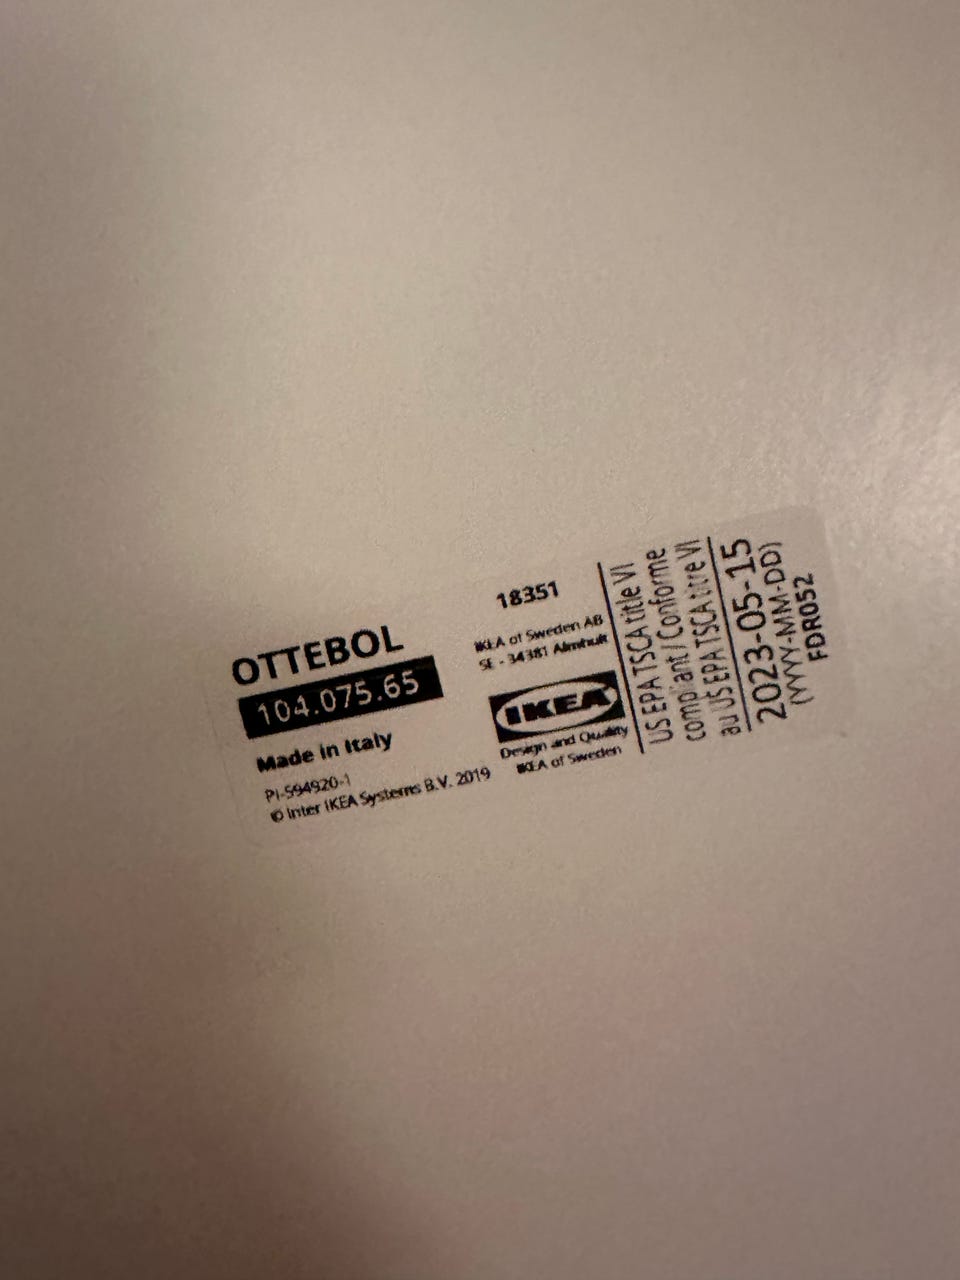 OTTEBOL
104.075.65
Made in Italy
PI-594920-1
© Inter IKEA Systems B.V. 2019
18351
IKEA of Sweden AB
SE - 34381 Älmhult
IKEA
Design and Quality
IKEA of Sweden
US EPA TSCA title VI
compliant / Conforme
au US EPA TSCA titre VI
2023-05-15
(YYYY-MM-DD)
FDR052